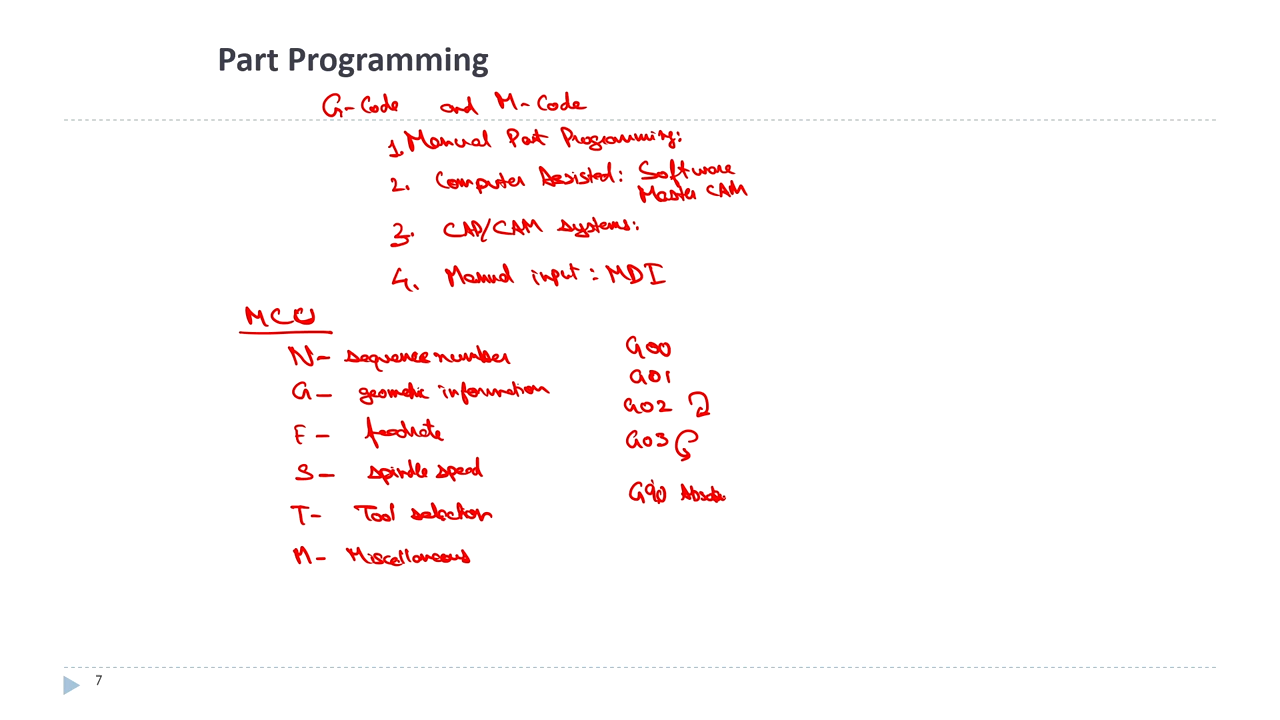 Part Programming
G-Code and M-Code
1. Manual Part Programming:
2. Computer Assisted: Software
Master CAM
3. CAD/CAM systems:
4. Manual input: MDI
MCU
N- sequence number
G00
G01
G- geometric information
G02
F- feedrate
G03
S- spindle speed
G90
T- Tool selection
M- Miscellaneous
7